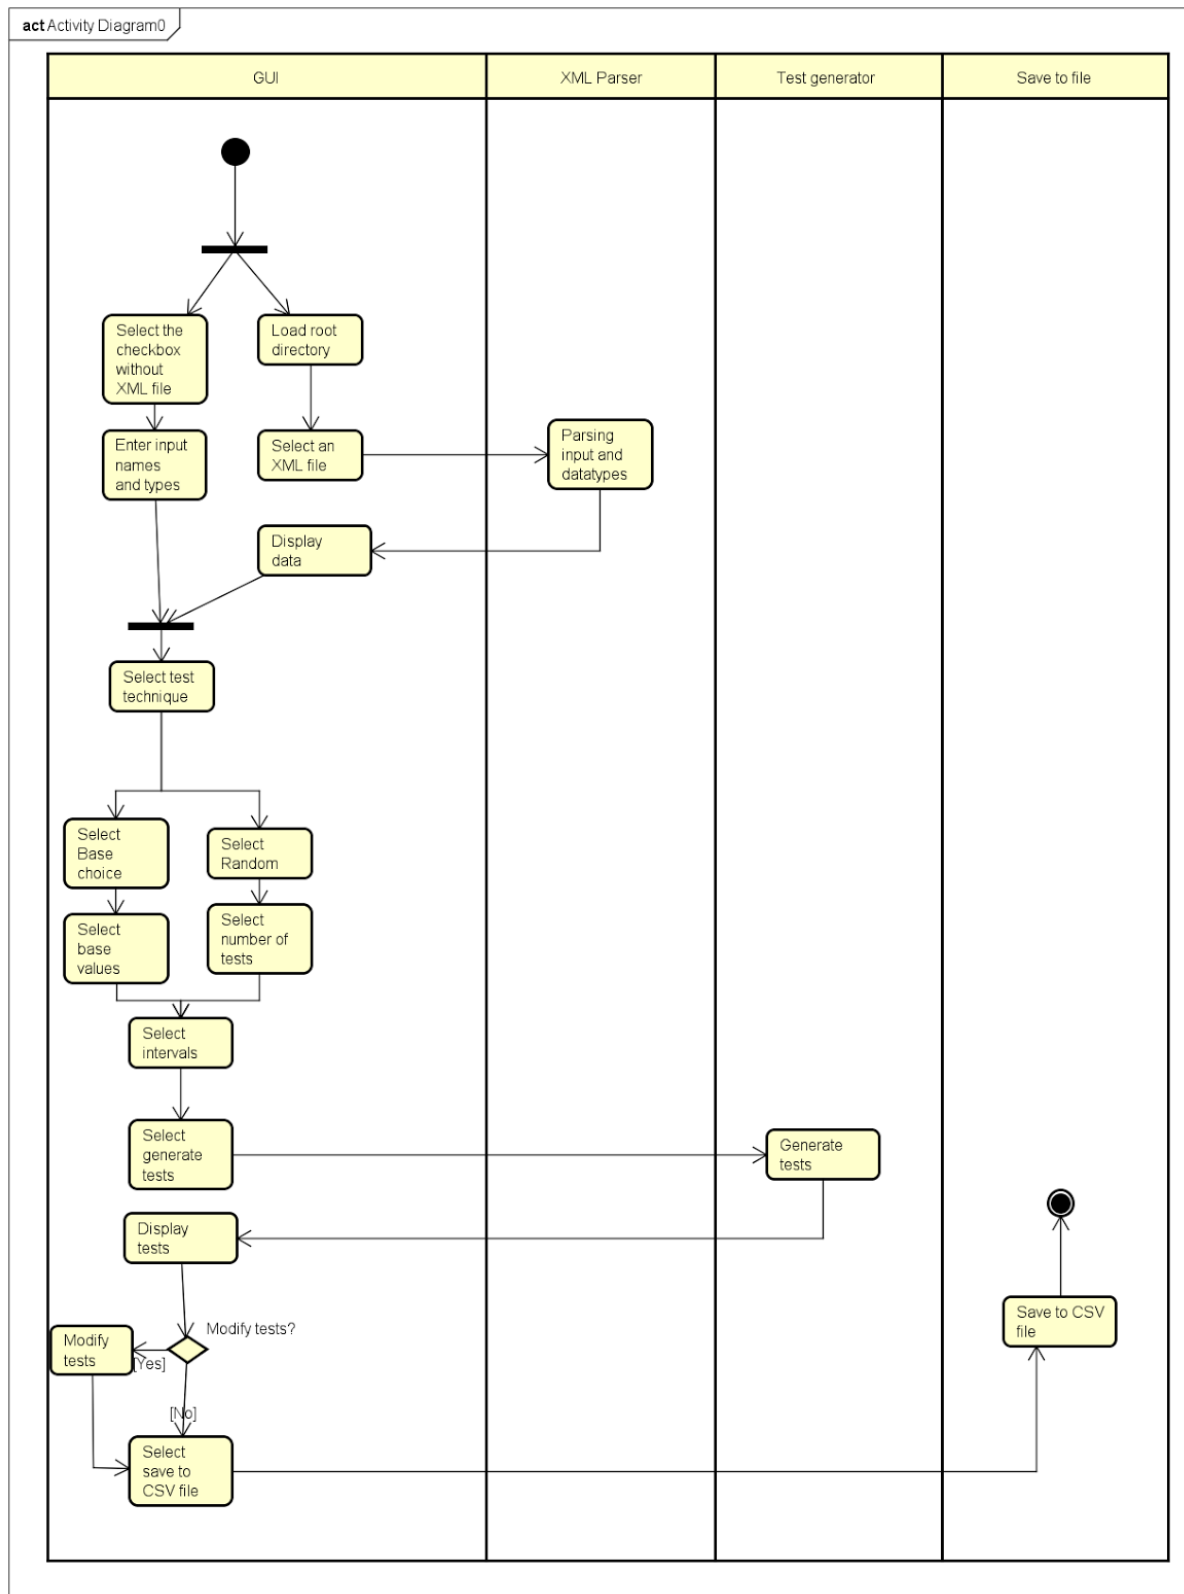 act Activity Diagram0
GUI
XML Parser
Test generator
Save to file
Select the
checkbox
without
XML file
Load root
directory
Enter input
names
and types
Select an
XML file
Parsing
input and
datatypes
Display
data
Select test
technique
Select
Base
choice
Select
Random
Select
base
values
Select
number of
tests
Select
intervals
Select
generate
tests
Generate
tests
Display
tests
Modify tests?
Modify
tests
[Yes]
[No]
Save to CSV
file
Select
save to
CSV file